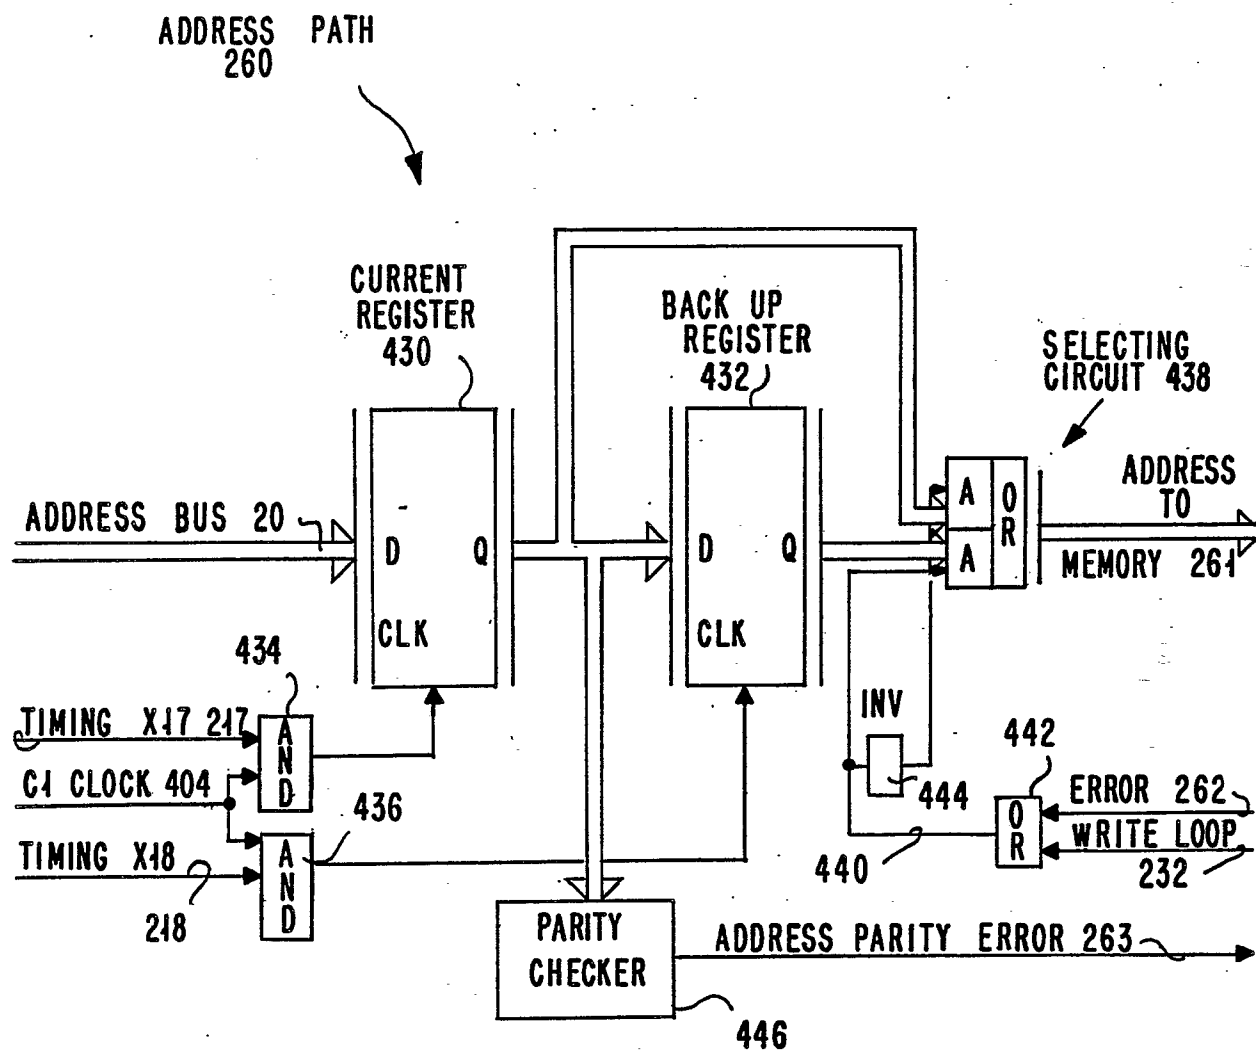 ADDRESS PATH
260
CURRENT
REGISTER
430
BACK UP
REGISTER
432
SELECTING
CIRCUIT 438
ADDRESS BUS 20
D
Q
CLK
D
Q
CLK
A
A
OR
ADDRESS
TO
MEMORY 261
434
TIMING X17 217
AND
C1 CLOCK 404
436
TIMING X18
218
AND
INV
444
442
OR
ERROR 262
WRITE LOOP
232
440
PARITY
CHECKER
446
ADDRESS PARITY ERROR 263